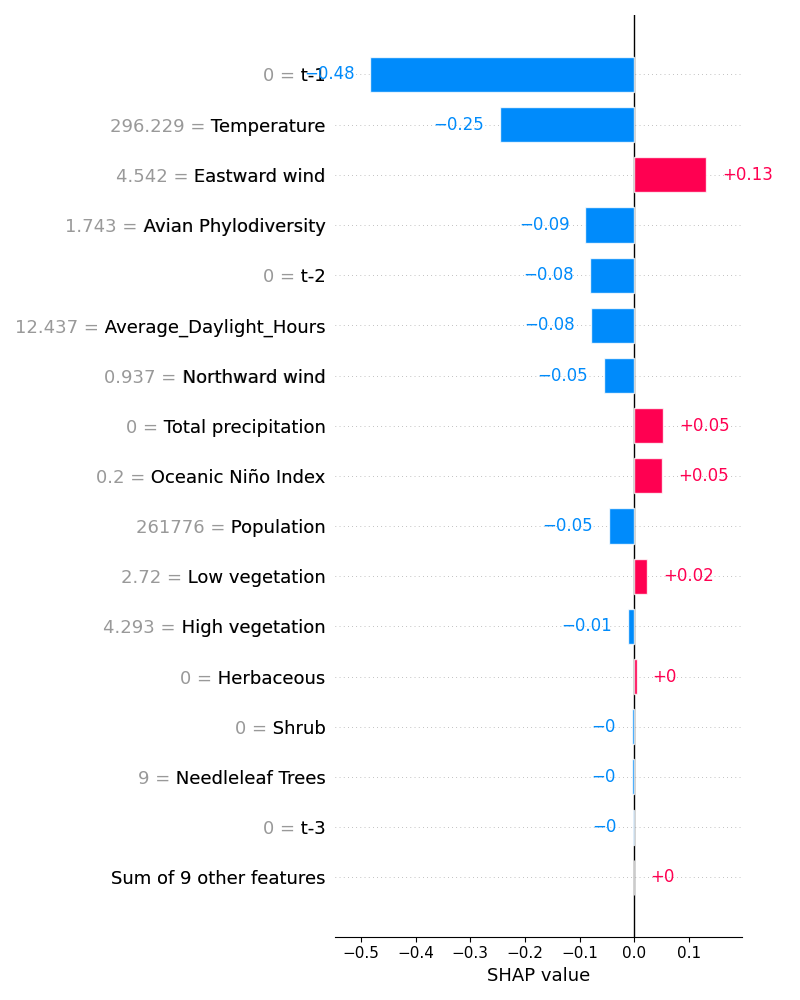 0 = t-1 −0.48
296.229 = Temperature −0.25
4.542 = Eastward wind +0.13
1.743 = Avian Phylodiversity −0.09
0 = t-2 −0.08
12.437 = Average_Daylight_Hours −0.08
0.937 = Northward wind −0.05
0 = Total precipitation +0.05
0.2 = Oceanic Niño Index +0.05
261776 = Population −0.05
2.72 = Low vegetation +0.02
4.293 = High vegetation −0.01
0 = Herbaceous +0
0 = Shrub −0
9 = Needleleaf Trees −0
0 = t-3 −0
Sum of 9 other features +0
−0.5 −0.4 −0.3 −0.2 −0.1 0.0 0.1
SHAP value